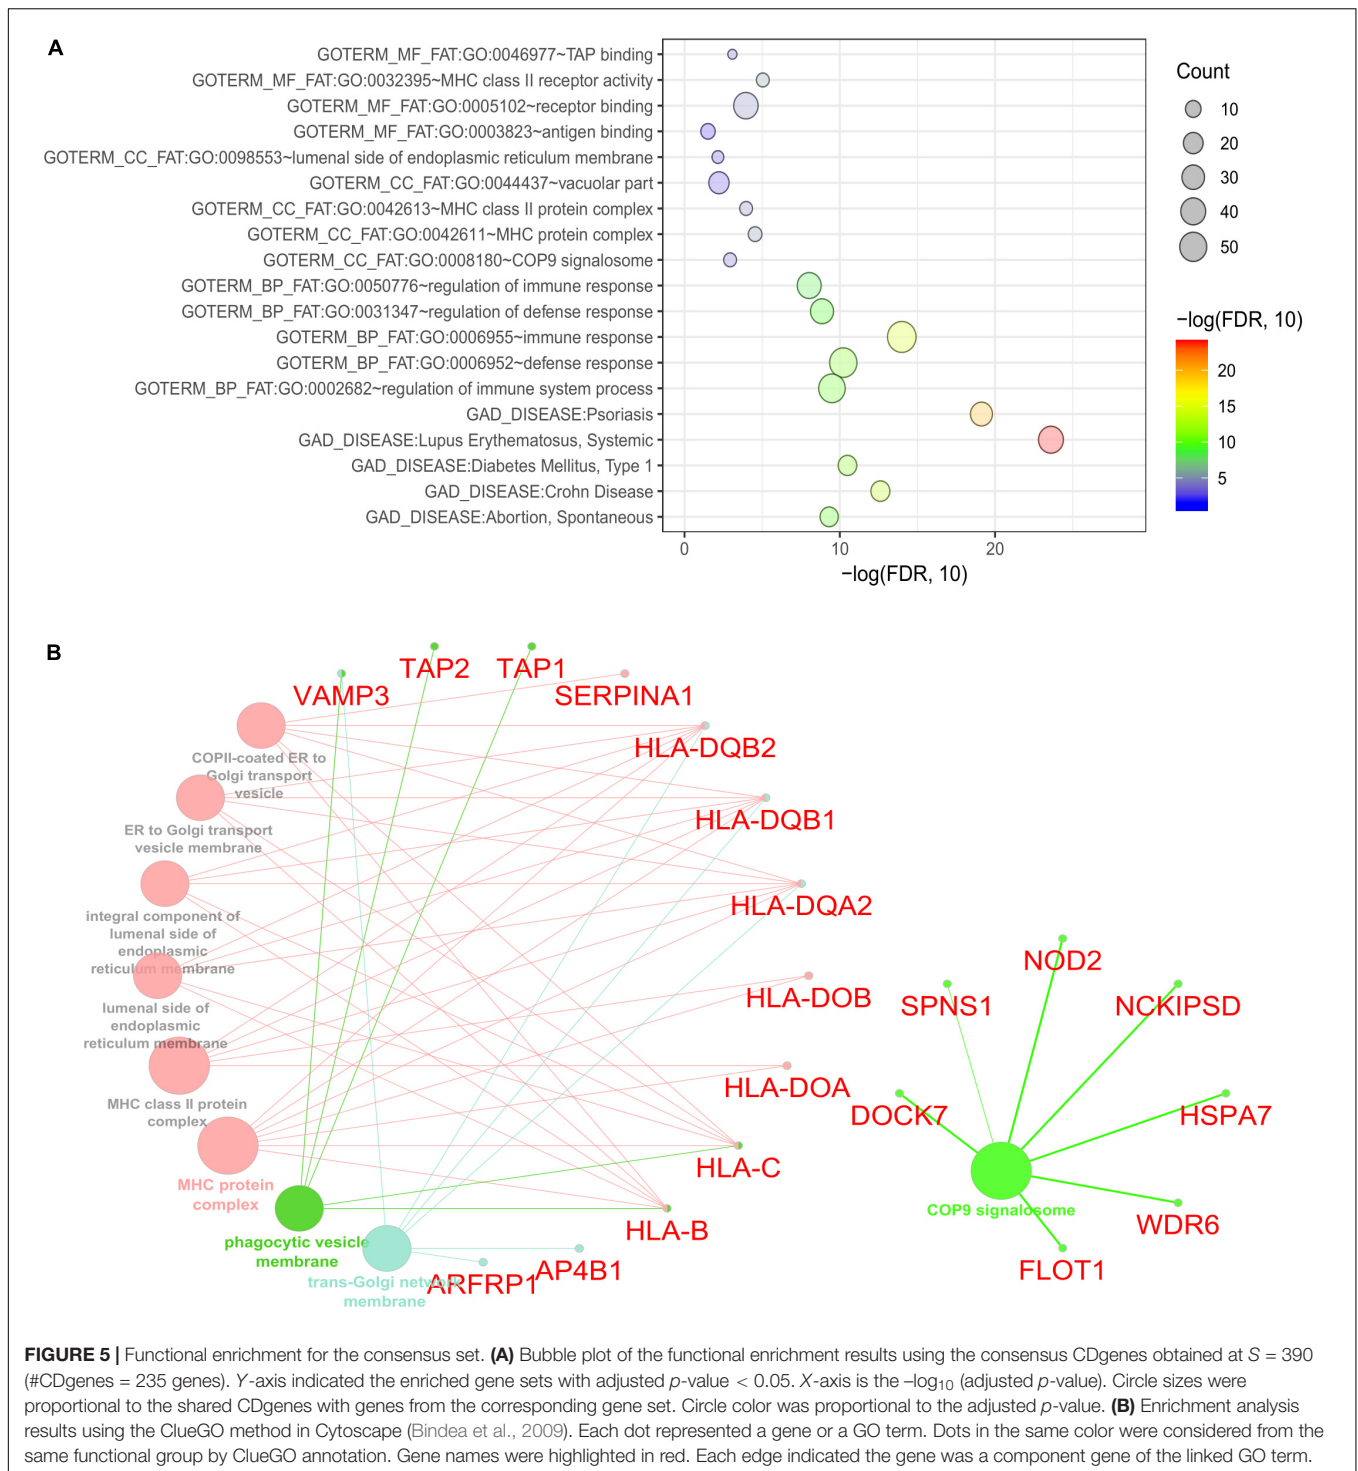 A
GOTERM_MF_FAT:GO:0046977~TAP binding
GOTERM_MF_FAT:GO:0032395~MHC class II receptor activity
GOTERM_MF_FAT:GO:0005102~receptor binding
GOTERM_MF_FAT:GO:0003823~antigen binding
GOTERM_CC_FAT:GO:0098553~lumenal side of endoplasmic reticulum membrane
GOTERM_CC_FAT:GO:0044437~vacuolar part
GOTERM_CC_FAT:GO:0042613~MHC class II protein complex
GOTERM_CC_FAT:GO:0042611~MHC protein complex
GOTERM_CC_FAT:GO:0008180~COP9 signalosome
GOTERM_BP_FAT:GO:0050776~regulation of immune response
GOTERM_BP_FAT:GO:0031347~regulation of defense response
GOTERM_BP_FAT:GO:0006955~immune response
GOTERM_BP_FAT:GO:0006952~defense response
GOTERM_BP_FAT:GO:0002682~regulation of immune system process
GAD_DISEASE:Psoriasis
GAD_DISEASE:Lupus Erythematosus, Systemic
GAD_DISEASE:Diabetes Mellitus, Type 1
GAD_DISEASE:Crohn Disease
GAD_DISEASE:Abortion, Spontaneous
0 10 20
−log(FDR, 10)
Count
10
20
30
40
50
−log(FDR, 10)
20
15
10
5
B
VAMP3
TAP2
TAP1
SERPINA1
HLA-DQB2
HLA-DQB1
HLA-DQA2
HLA-DOB
HLA-DOA
HLA-C
HLA-B
AP4B1
ARFRP1
COPII-coated ER to
Golgi transport
vesicle
ER to Golgi transport
vesicle membrane
integral component of
lumenal side of
endoplasmic
reticulum membrane
lumenal side of
endoplasmic
reticulum membrane
MHC class II protein
complex
MHC protein
complex
phagocytic vesicle
membrane
trans-Golgi network
membrane
NOD2
SPNS1
NCKIPSD
DOCK7
HSPA7
COP9 signalosome
WDR6
FLOT1
FIGURE 5 | Functional enrichment for the consensus set. (A) Bubble plot of the functional enrichment results using the consensus CDgenes obtained at S = 390
(#CDgenes = 235 genes). Y-axis indicated the enriched gene sets with adjusted p-value < 0.05. X-axis is the –log10 (adjusted p-value). Circle sizes were
proportional to the shared CDgenes with genes from the corresponding gene set. Circle color was proportional to the adjusted p-value. (B) Enrichment analysis
results using the ClueGO method in Cytoscape (Bindea et al., 2009). Each dot represented a gene or a GO term. Dots in the same color were considered from the
same functional group by ClueGO annotation. Gene names were highlighted in red. Each edge indicated the gene was a component gene of the linked GO term.